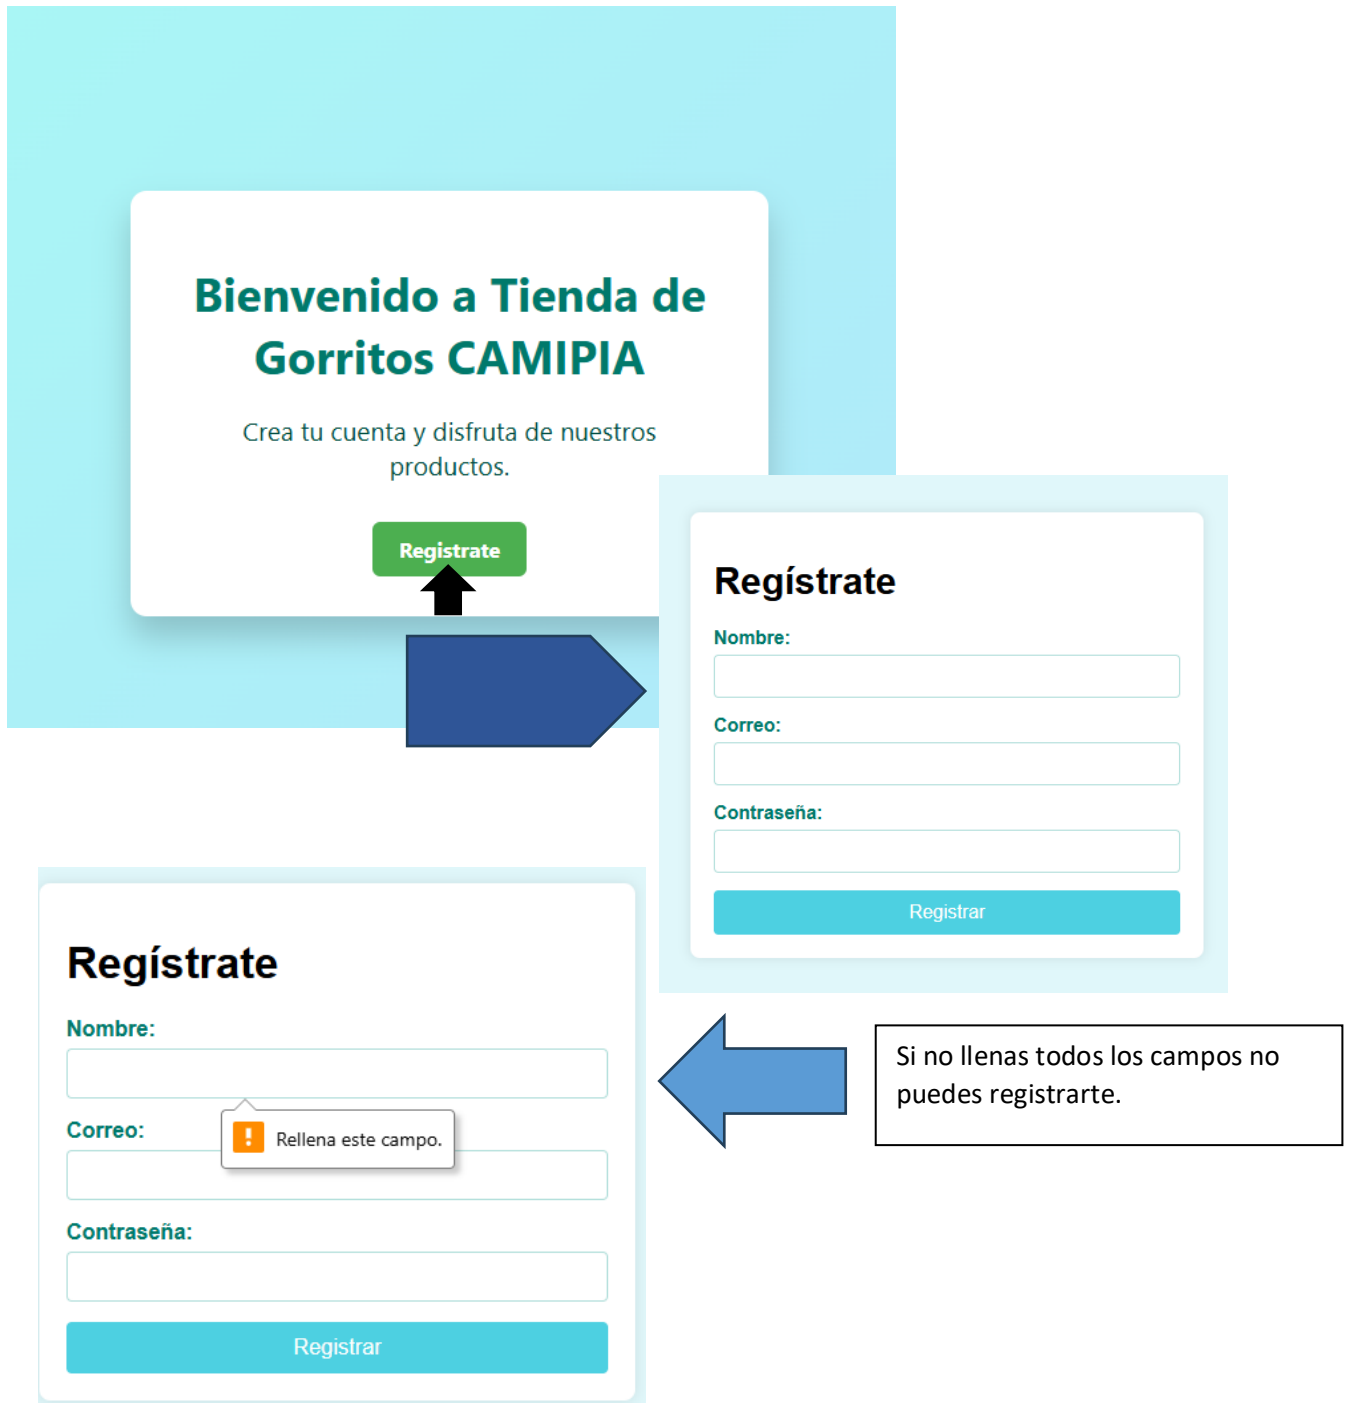 Bienvenido a Tienda de
Gorritos CAMIPIA
Crea tu cuenta y disfruta de nuestros
productos.
Registrate
Regístrate
Nombre:
Correo:
Contraseña:
Registrar
Regístrate
Nombre:
Rellena este campo.
Correo:
Contraseña:
Registrar
Si no llenas todos los campos no
puedes registrarte.